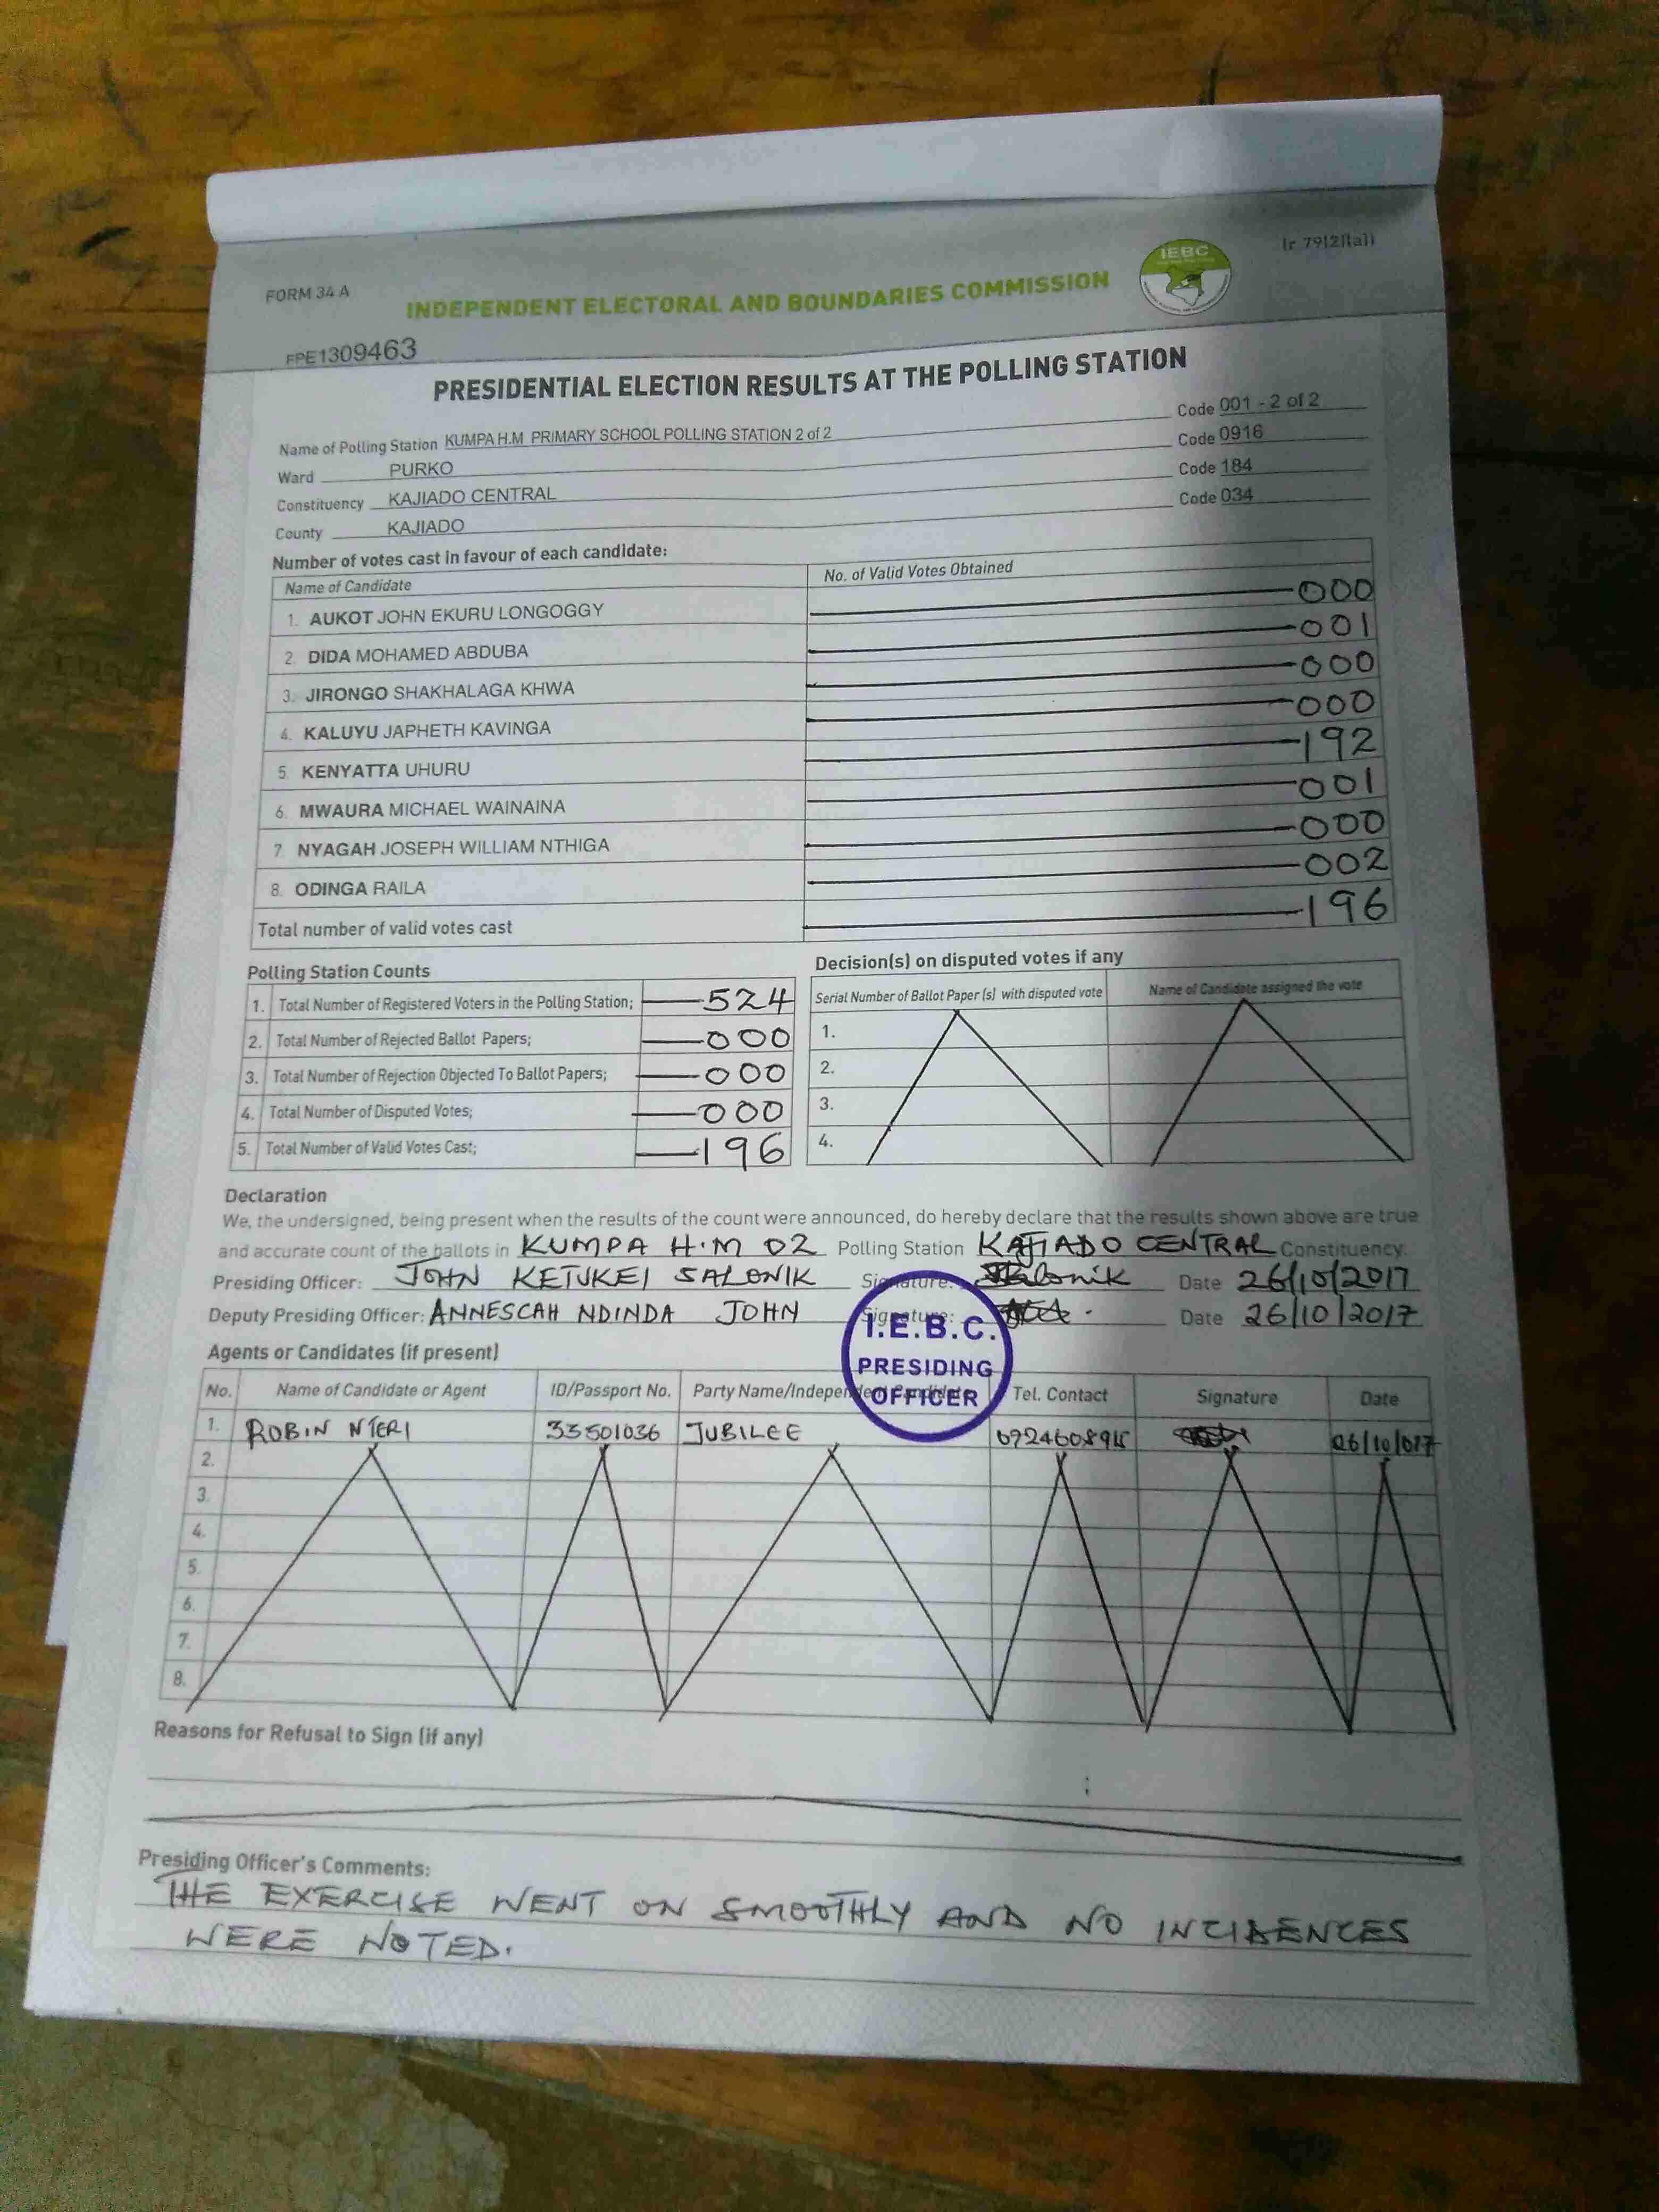 FORM 34 A
INDEPENDENT ELECTORAL AND BOUNDARIES COMMISSION
IEBC
(r 79(2)(a))
FPE1309463
PRESIDENTIAL ELECTION RESULTS AT THE POLLING STATION
Name of Polling Station KUMPA H.M PRIMARY SCHOOL POLLING STATION 2 of 2 Code 001 - 2 of 2
Ward PURKO Code 0916
Constituency KAJIADO CENTRAL Code 184
County KAJIADO Code 034
Number of votes cast in favour of each candidate:
Name of Candidate No. of Valid Votes Obtained
1. AUKOT JOHN EKURU LONGOGGY 000
2. DIDA MOHAMED ABDUBA 001
3. JIRONGO SHAKHALAGA KHWA 000
4. KALUYU JAPHETH KAVINGA 000
5. KENYATTA UHURU 192
6. MWAURA MICHAEL WAINAINA 001
7. NYAGAH JOSEPH WILLIAM NTHIGA 000
8. ODINGA RAILA 002
Total number of valid votes cast 196
Polling Station Counts
1. Total Number of Registered Voters in the Polling Station; 524
2. Total Number of Rejected Ballot Papers; 000
3. Total Number of Rejection Objected To Ballot Papers; 000
4. Total Number of Disputed Votes; 000
5. Total Number of Valid Votes Cast; 196
Decision(s) on disputed votes if any
Serial Number of Ballot Paper (s) with disputed vote Name of Candidate assigned the vote
1.
2.
3.
4.
Declaration
We, the undersigned, being present when the results of the count were announced, do hereby declare that the results shown above are true
and accurate count of the ballots in KUMPA H.M 02 Polling Station KAJIADO CENTRAL Constituency.
Presiding Officer: JOHN KETUKEI SALONIK Signature: Date 26/10/2017
Deputy Presiding Officer: ANNESCAH NDINDA JOHN Signature: Date 26/10/2017
I.E.B.C.
PRESIDING
OFFICER
Agents or Candidates (if present)
No. Name of Candidate or Agent ID/Passport No. Party Name/Independent Candidate Tel. Contact Signature Date
1. ROBIN NTERI 33501036 JUBILEE 26/10/017
2.
3.
4.
5.
6.
7.
8.
Reasons for Refusal to Sign (if any)
Presiding Officer's Comments:
THE EXERCISE WENT ON SMOOTHLY AND NO INCIDENCES
WERE NOTED.